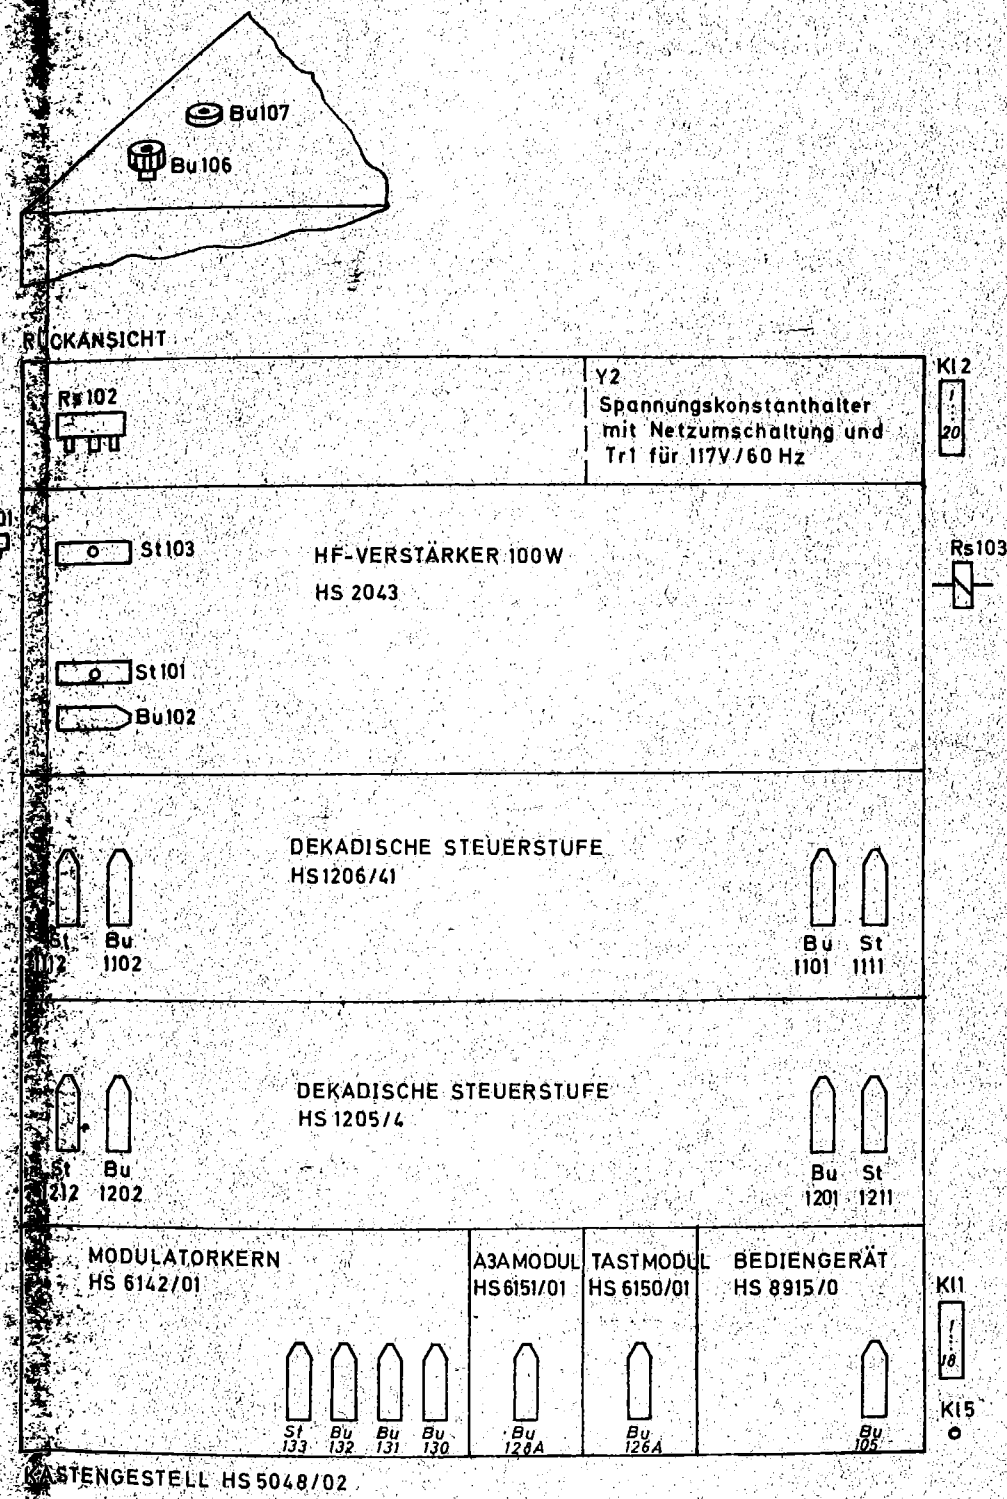 Bu107
Bu106
RÜCKANSICHT
Rs102
Y2
Spannungskonstanthalter
mit Netzumschaltung und
Tr1 für 117V/60 Hz
Kl2
1
20
01
St103
HF-VERSTÄRKER 100W
HS 2043
Rs103
St101
Bu102
DEKADISCHE STEUERSTUFE
HS1206/41
St
1112
Bu
1102
Bu
1101
St
1111
DEKADISCHE STEUERSTUFE
HS 1205/4
St
1212
Bu
1202
Bu
1201
St
1211
MODULATORKERN
HS 6142/01
A3AMODUL
HS6151/01
TASTMODUL
HS 6150/01
BEDIENGERÄT
HS 8915/0
Kl1
1
18
St
133
Bu
132
Bu
131
Bu
130
Bu
128A
Bu
126A
Bu
105
Kl5
KASTENGESTELL HS5048/02